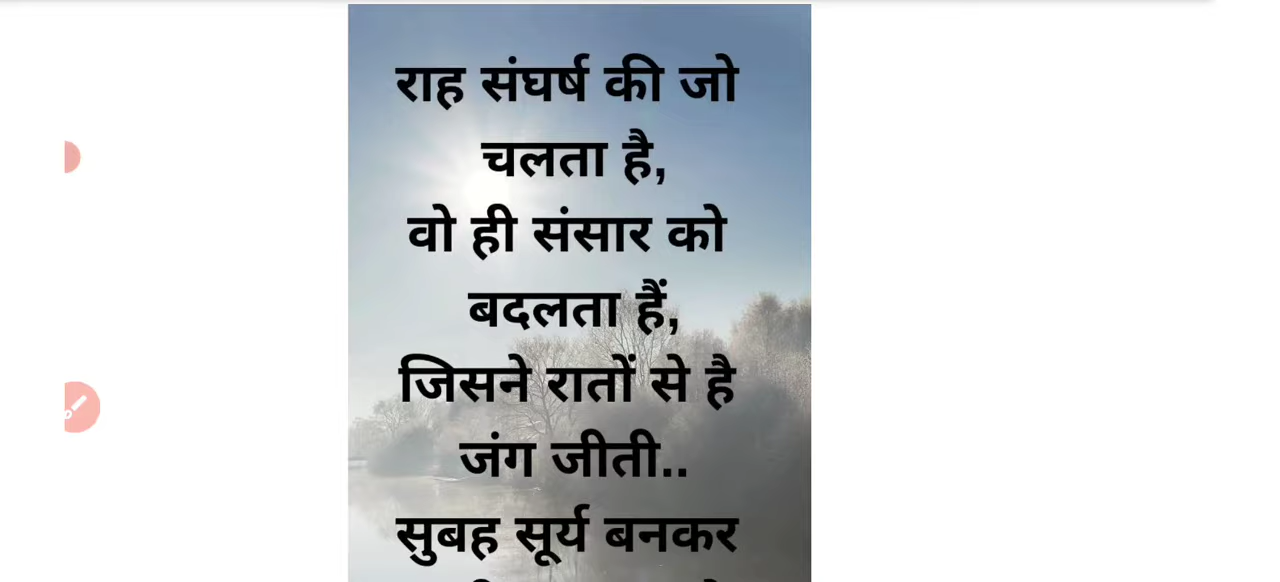 राह संघर्ष की जो
चलता है,
वो ही संसार को
बदलता हैं,
जिसने रातों से है
जंग जीती..
सुबह सूर्य बनकर